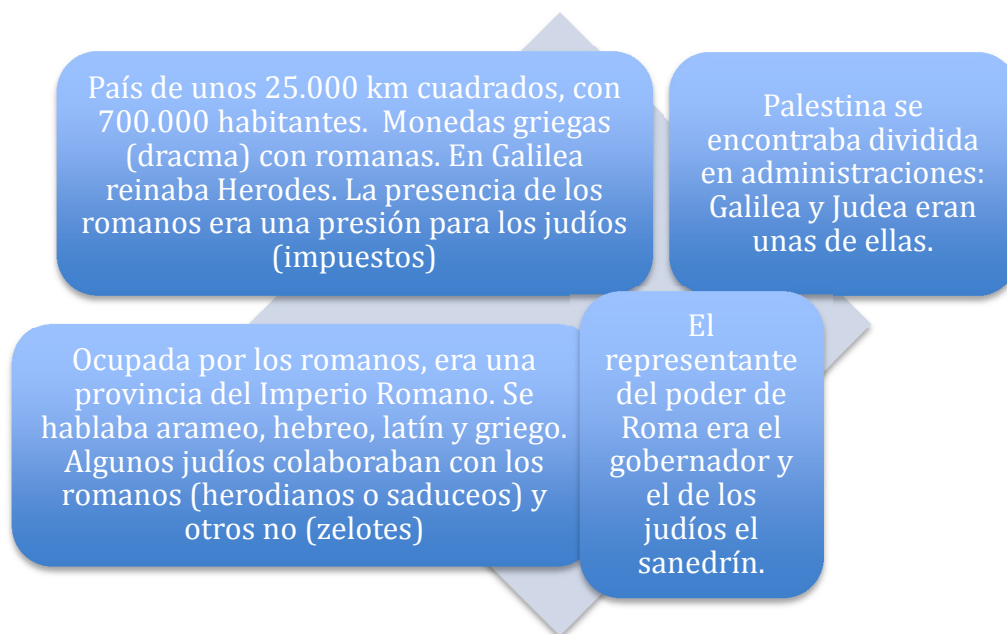 País de unos 25.000 km cuadrados, con
700.000 habitantes.  Monedas griegas
(dracma) con romanas. En Galilea
reinaba Herodes. La presencia de los
romanos era una presión para los judíos
(impuestos)
Palestina se
encontraba dividida
en administraciones:
Galilea y Judea eran
unas de ellas.
Ocupada por los romanos, era una
provincia del Imperio Romano. Se
hablaba arameo, hebreo, latín y griego.
Algunos judíos colaboraban con los
romanos (herodianos o saduceos) y
otros no (zelotes)
El
representante
del poder de
Roma era el
gobernador y
el de los
judíos el
sanedrín.